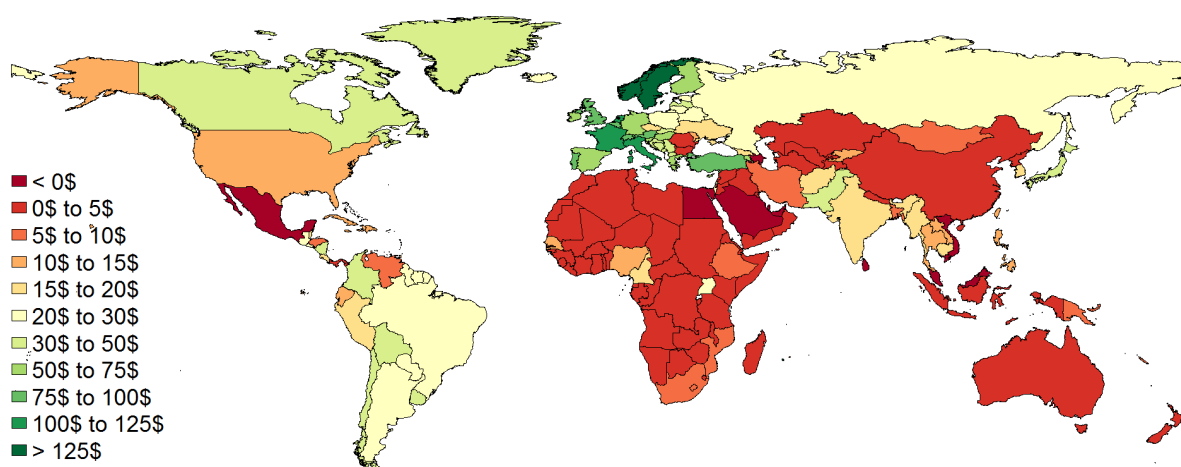 < 0$
0$ to 5$
5$ to 10$
10$ to 15$
15$ to 20$
20$ to 30$
30$ to 50$
50$ to 75$
75$ to 100$
100$ to 125$
> 125$